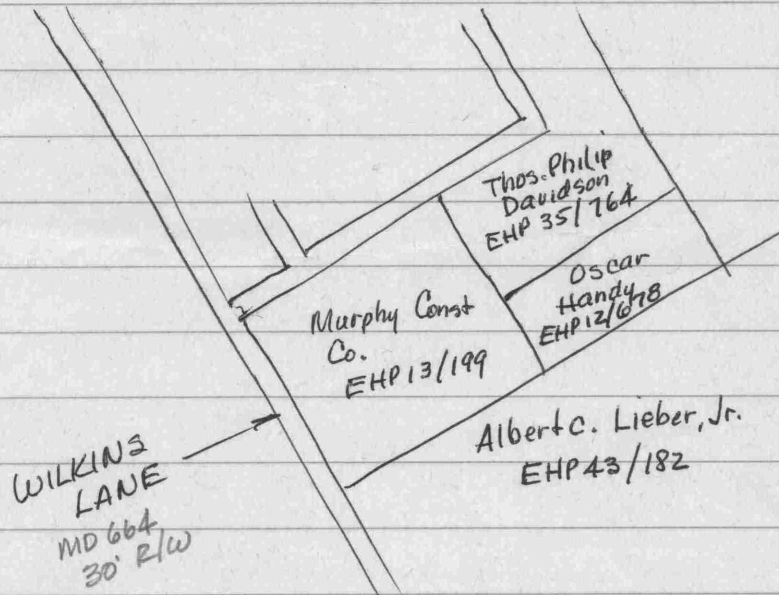 Thos. Philip
Davidson
EHP 35/764
Oscar
Handy
EHP 12/678
Murphy Const
Co.
EHP 13/199
Albert C. Lieber, Jr.
EHP 43/182
WILKINS
LANE
MD 664
30' R/W